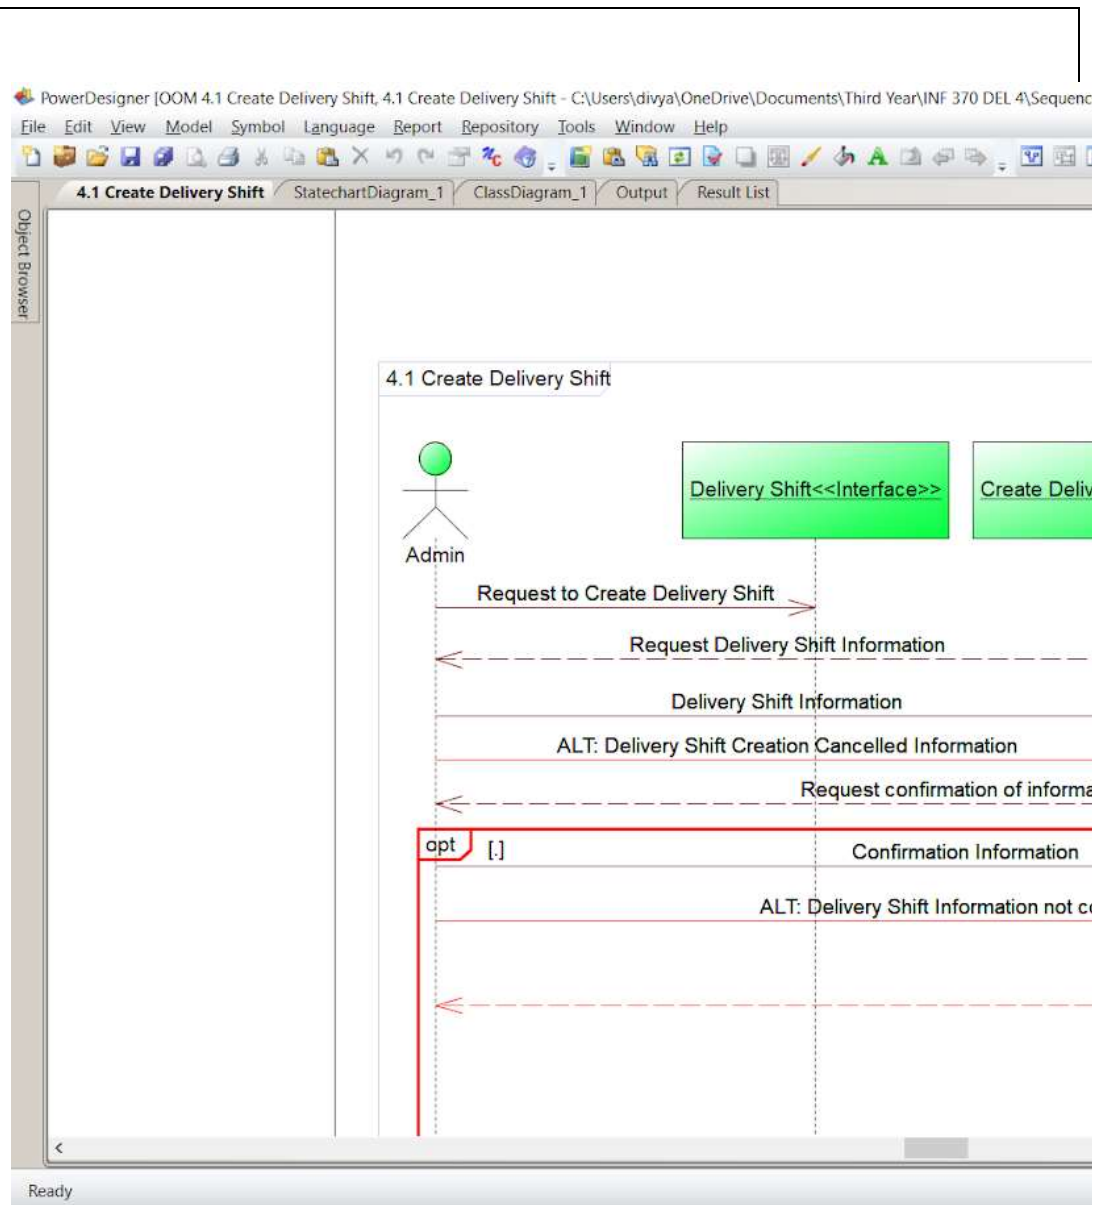 PowerDesigner [OOM 4.1 Create Delivery Shift, 4.1 Create Delivery Shift - C:\Users\divya\OneDrive\Documents\Third Year\INF 370 DEL 4\Sequenc
File Edit View Model Symbol Language Report Repository Tools Window Help
4.1 Create Delivery Shift StatechartDiagram_1 ClassDiagram_1 Output Result List
Object Browser
4.1 Create Delivery Shift
Delivery Shift<<Interface>> Create Deliv
Admin
Request to Create Delivery Shift
Request Delivery Shift Information
Delivery Shift Information
ALT: Delivery Shift Creation Cancelled Information
Request confirmation of informa
opt [.] Confirmation Information
ALT: Delivery Shift Information not co
Ready